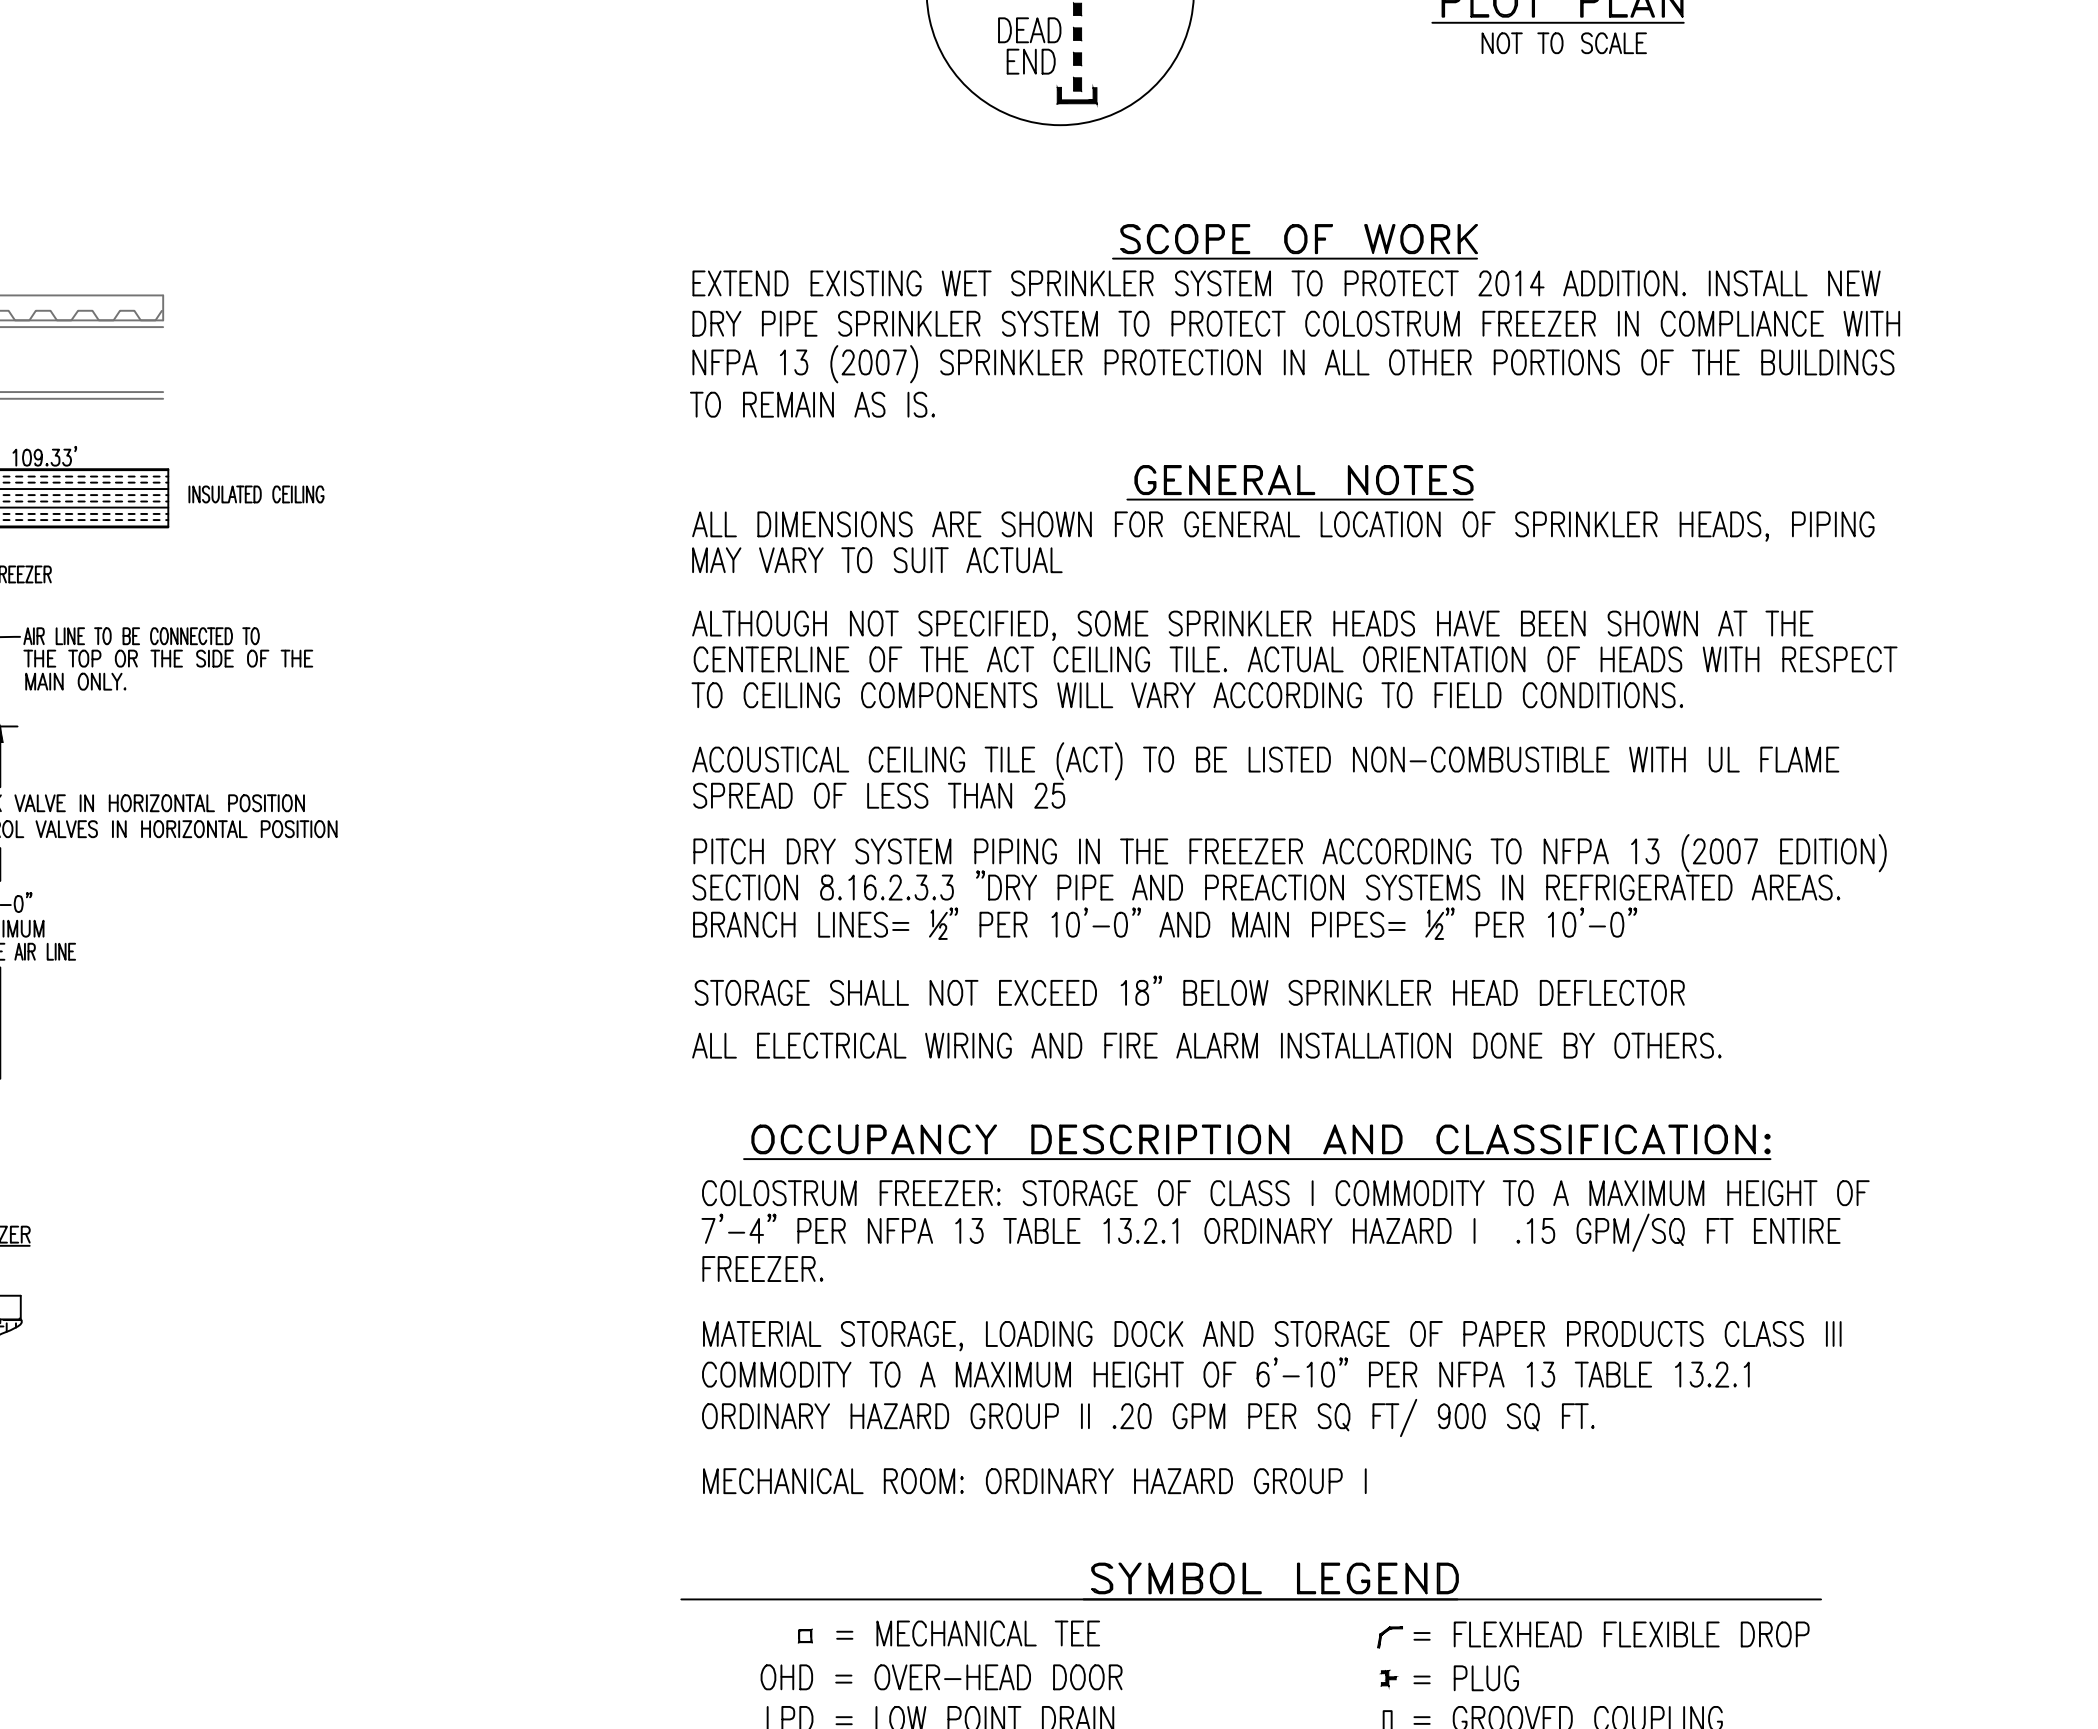 DEAD
END
PLOT PLAN
NOT TO SCALE
109.33'
INSULATED CEILING
AIR LINE TO BE CONNECTED TO
THE TOP OR THE SIDE OF THE
MAIN ONLY.
VALVE IN HORIZONTAL POSITION
VALVES IN HORIZONTAL POSITION
-0"
AIR LINE
SCOPE OF WORK
EXTEND EXISTING WET SPRINKLER SYSTEM TO PROTECT 2014 ADDITION. INSTALL NEW
DRY PIPE SPRINKLER SYSTEM TO PROTECT COLOSTRUM FREEZER IN COMPLIANCE WITH
NFPA 13 (2007) SPRINKLER PROTECTION IN ALL OTHER PORTIONS OF THE BUILDINGS
TO REMAIN AS IS.
GENERAL NOTES
ALL DIMENSIONS ARE SHOWN FOR GENERAL LOCATION OF SPRINKLER HEADS, PIPING
MAY VARY TO SUIT ACTUAL
ALTHOUGH NOT SPECIFIED, SOME SPRINKLER HEADS HAVE BEEN SHOWN AT THE
CENTERLINE OF THE ACT CEILING TILE. ACTUAL ORIENTATION OF HEADS WITH RESPECT
TO CEILING COMPONENTS WILL VARY ACCORDING TO FIELD CONDITIONS.
ACOUSTICAL CEILING TILE (ACT) TO BE LISTED NON-COMBUSTIBLE WITH UL FLAME
SPREAD OF LESS THAN 25
PITCH DRY SYSTEM PIPING IN THE FREEZER ACCORDING TO NFPA 13 (2007 EDITION)
SECTION 8.16.2.3.3 "DRY PIPE AND PREACTION SYSTEMS IN REFRIGERATED AREAS.
BRANCH LINES= ½" PER 10'-0" AND MAIN PIPES= ½" PER 10'-0"
STORAGE SHALL NOT EXCEED 18" BELOW SPRINKLER HEAD DEFLECTOR
ALL ELECTRICAL WIRING AND FIRE ALARM INSTALLATION DONE BY OTHERS.
OCCUPANCY DESCRIPTION AND CLASSIFICATION:
COLOSTRUM FREEZER: STORAGE OF CLASS I COMMODITY TO A MAXIMUM HEIGHT OF
7'-4" PER NFPA 13 TABLE 13.2.1 ORDINARY HAZARD I .15 GPM/SQ FT ENTIRE
FREEZER.
MATERIAL STORAGE, LOADING DOCK AND STORAGE OF PAPER PRODUCTS CLASS III
COMMODITY TO A MAXIMUM HEIGHT OF 6'-10" PER NFPA 13 TABLE 13.2.1
ORDINARY HAZARD GROUP II .20 GPM PER SQ FT/ 900 SQ FT.
MECHANICAL ROOM: ORDINARY HAZARD GROUP I
SYMBOL LEGEND
= MECHANICAL TEE
OHD = OVER-HEAD DOOR
LPD = LOW POINT DRAIN
= FLEXHEAD FLEXIBLE DROP
= PLUG
= GROOVED COUPLING